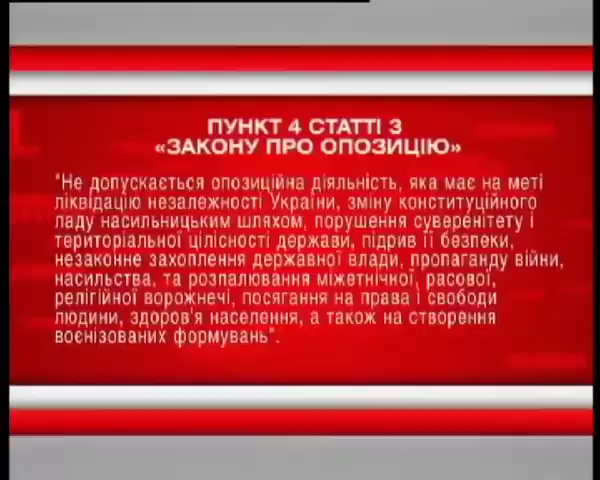 ПУНКТ 4 СТАТТІ 3
«ЗАКОНУ ПРО ОПОЗИЦІЮ»
"Не допускається опозиційна діяльність, яка має на меті
ліквідацію незалежності України, зміну конституційного
ладу насильницьким шляхом, порушення суверенітету і
територіальної цілісності держави, підрив її безпеки,
незаконне захоплення державної влади, пропаганду війни,
насильства, та розпалювання міжетнічної, расової,
релігійної ворожнечі, посягання на права і свободи
людини, здоров'я населення, а також на створення
воєнізованих формувань".